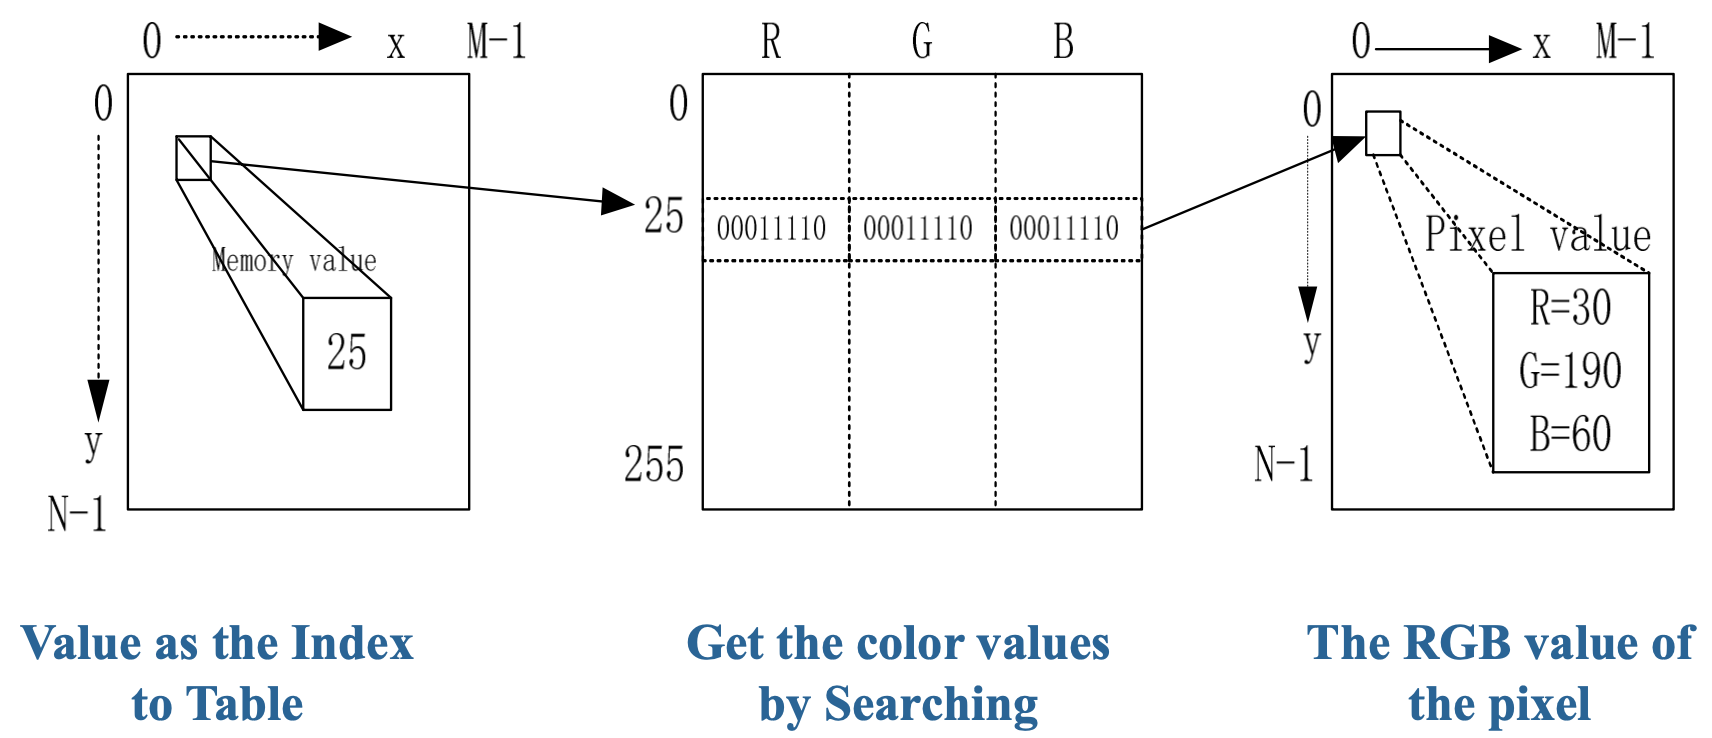 0 x M-1
0
Memory value
25
y
N-1
R G B
0
25 00011110 00011110 00011110
255
0 x M-1
0
Pixel value
R=30
G=190
B=60
y
N-1
Value as the Index
to Table
Get the color values
by Searching
The RGB value of
the pixel